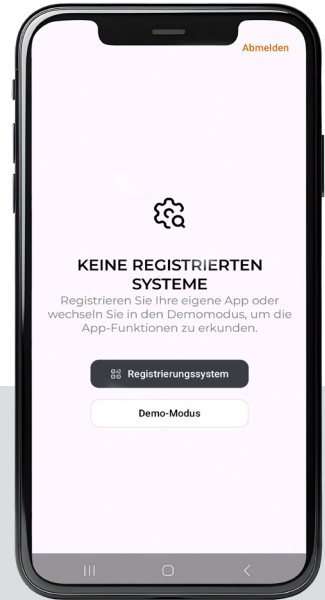 Abmelden
KEINE REGISTRIERTEN
SYSTEME
Registrieren Sie Ihre eigene App oder
wechseln Sie in den Demomodus, um die
App-Funktionen zu erkunden.
Registrierungssystem
Demo-Modus